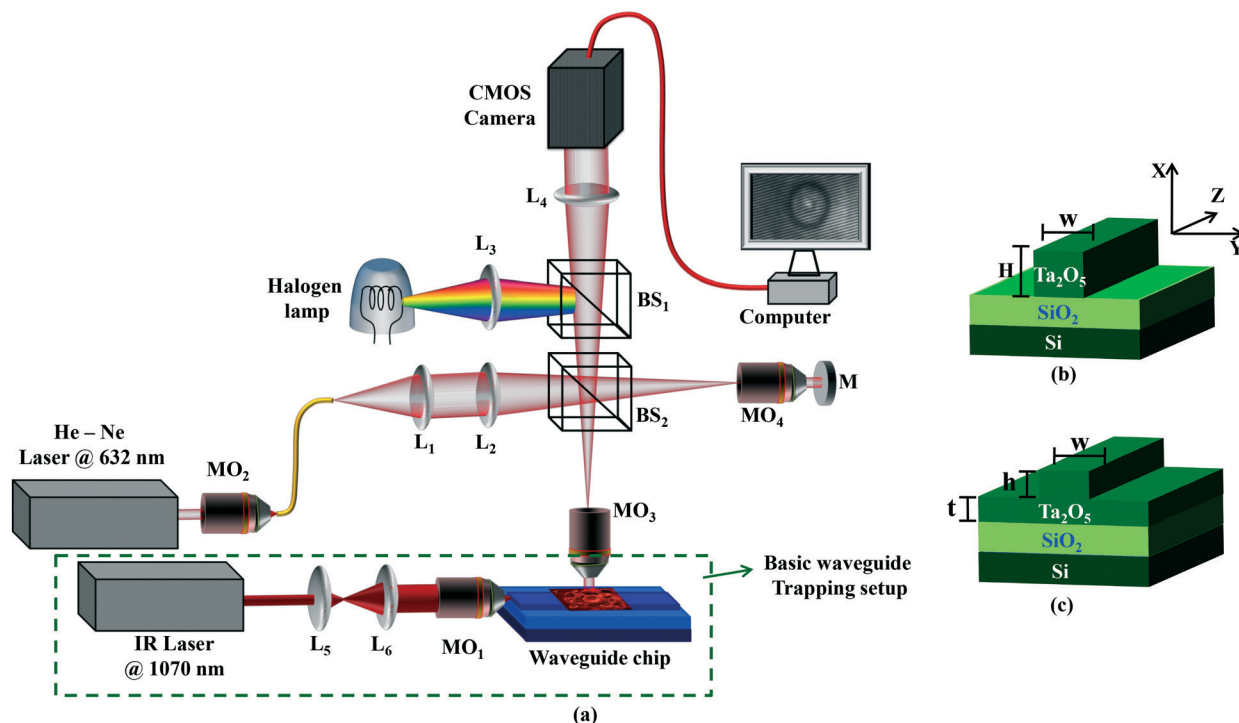 CMOS
Camera
L₄
L₃
Halogen
lamp
BS₁
Computer
M
MO₄
BS₂
L₁
L₂
He – Ne
Laser @ 632 nm
MO₂
MO₃
Basic waveguide
Trapping setup
L₅
L₆
MO₁
IR Laser
@ 1070 nm
Waveguide chip
(a)
X
Z
Y
w
H
Ta₂O₅
SiO₂
Si
(b)
w
h
t
Ta₂O₅
SiO₂
Si
(c)